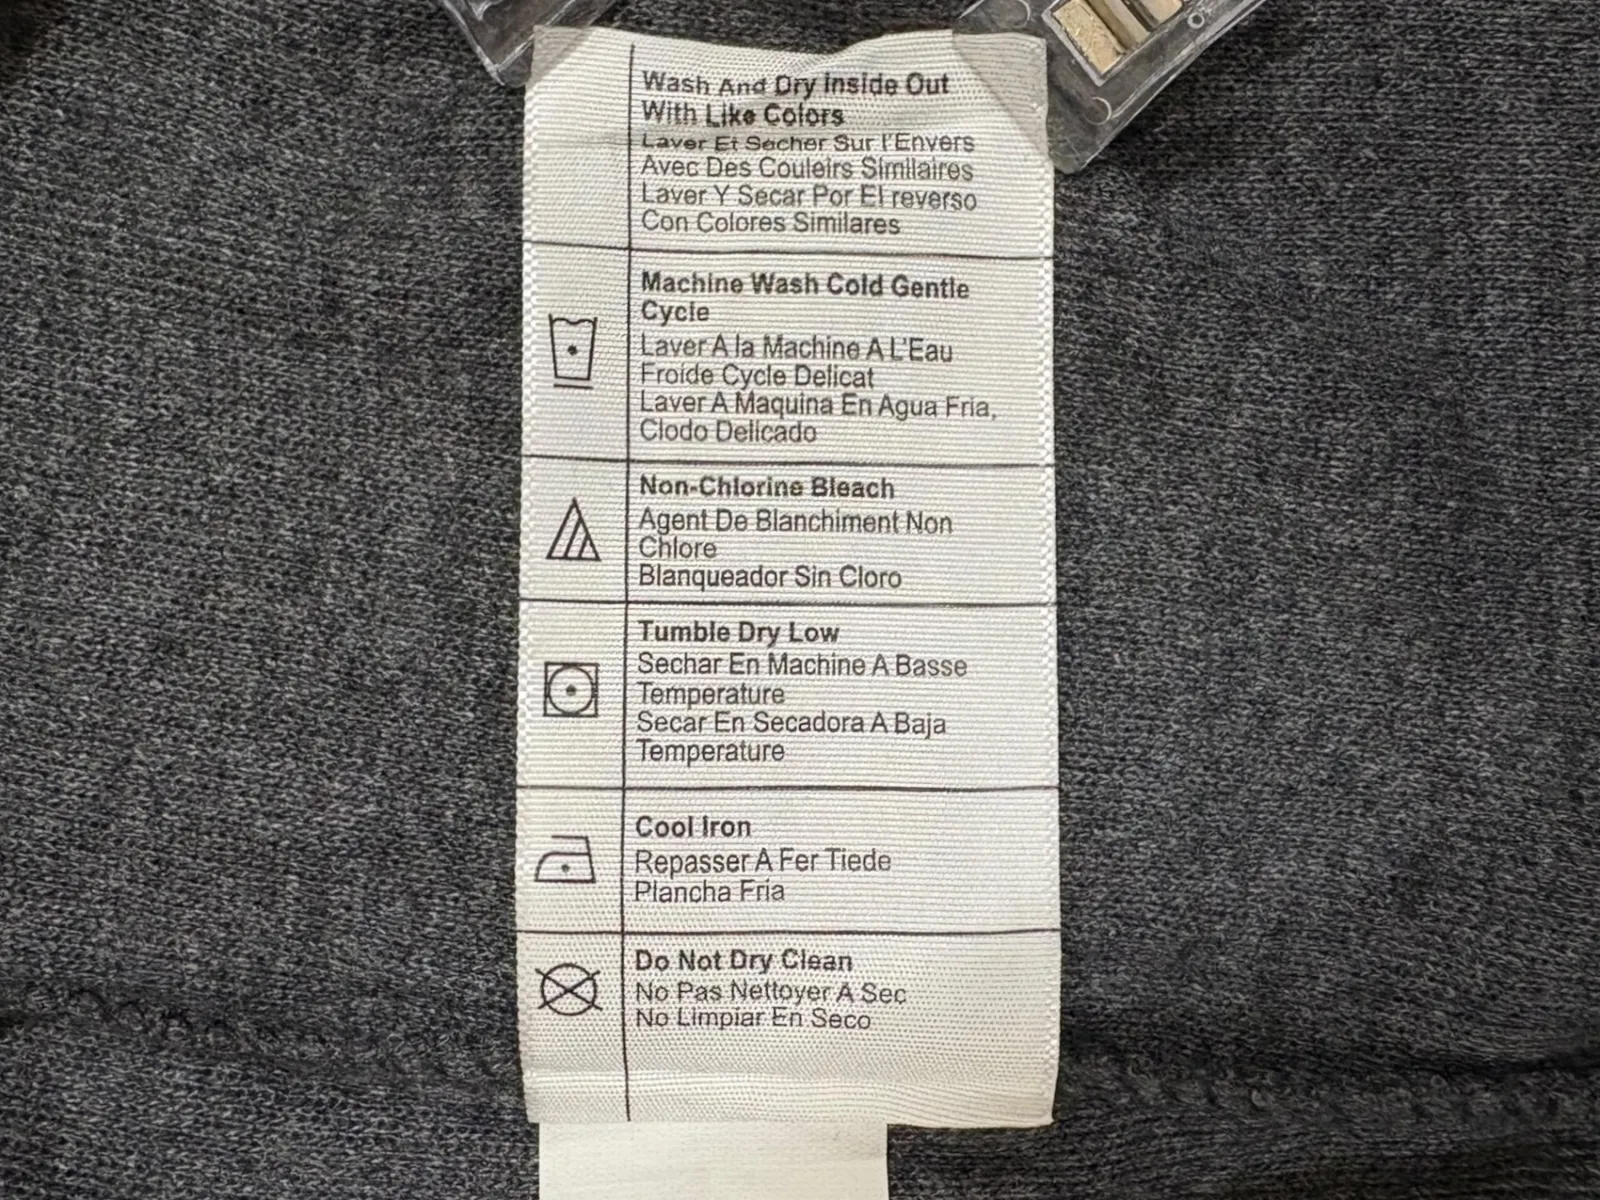 Wash And Dry Inside Out
With Like Colors
Laver Et Secher Sur l'Envers
Avec Des Couleirs Similaires
Laver Y Secar Por El reverso
Con Colores Similares
Machine Wash Cold Gentle
Cycle
Laver A la Machine A L'Eau
Froide Cycle Delicat
Laver A Maquina En Agua Fria,
Clodo Delicado
Non-Chlorine Bleach
Agent De Blanchiment Non
Chlore
Blanqueador Sin Cloro
Tumble Dry Low
Sechar En Machine A Basse
Temperature
Secar En Secadora A Baja
Temperature
Cool Iron
Repasser A Fer Tiede
Plancha Fria
Do Not Dry Clean
No Pas Nettoyer A Sec
No Limpiar En Seco